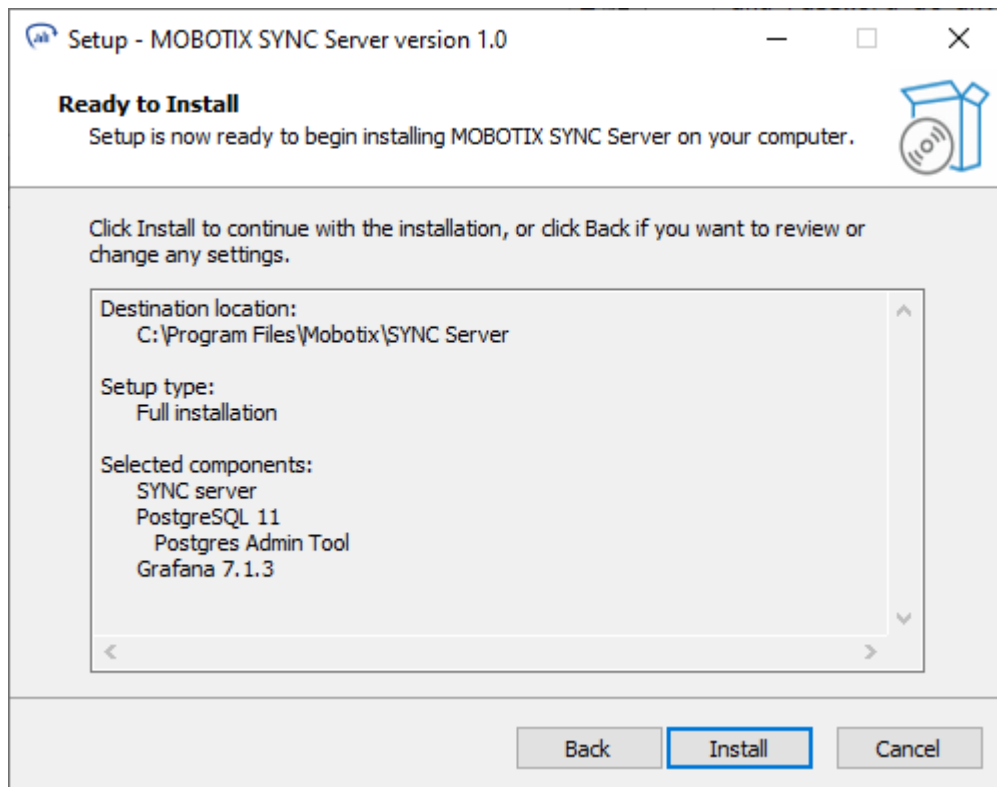 Setup - MOBOTIX SYNC Server version 1.0
Ready to Install
Setup is now ready to begin installing MOBOTIX SYNC Server on your computer.
Click Install to continue with the installation, or click Back if you want to review or
change any settings.
Destination location:
C:\Program Files\Mobotix\SYNC Server
Setup type:
Full installation
Selected components:
SYNC server
PostgreSQL 11
Postgres Admin Tool
Grafana 7.1.3
Back
Install
Cancel